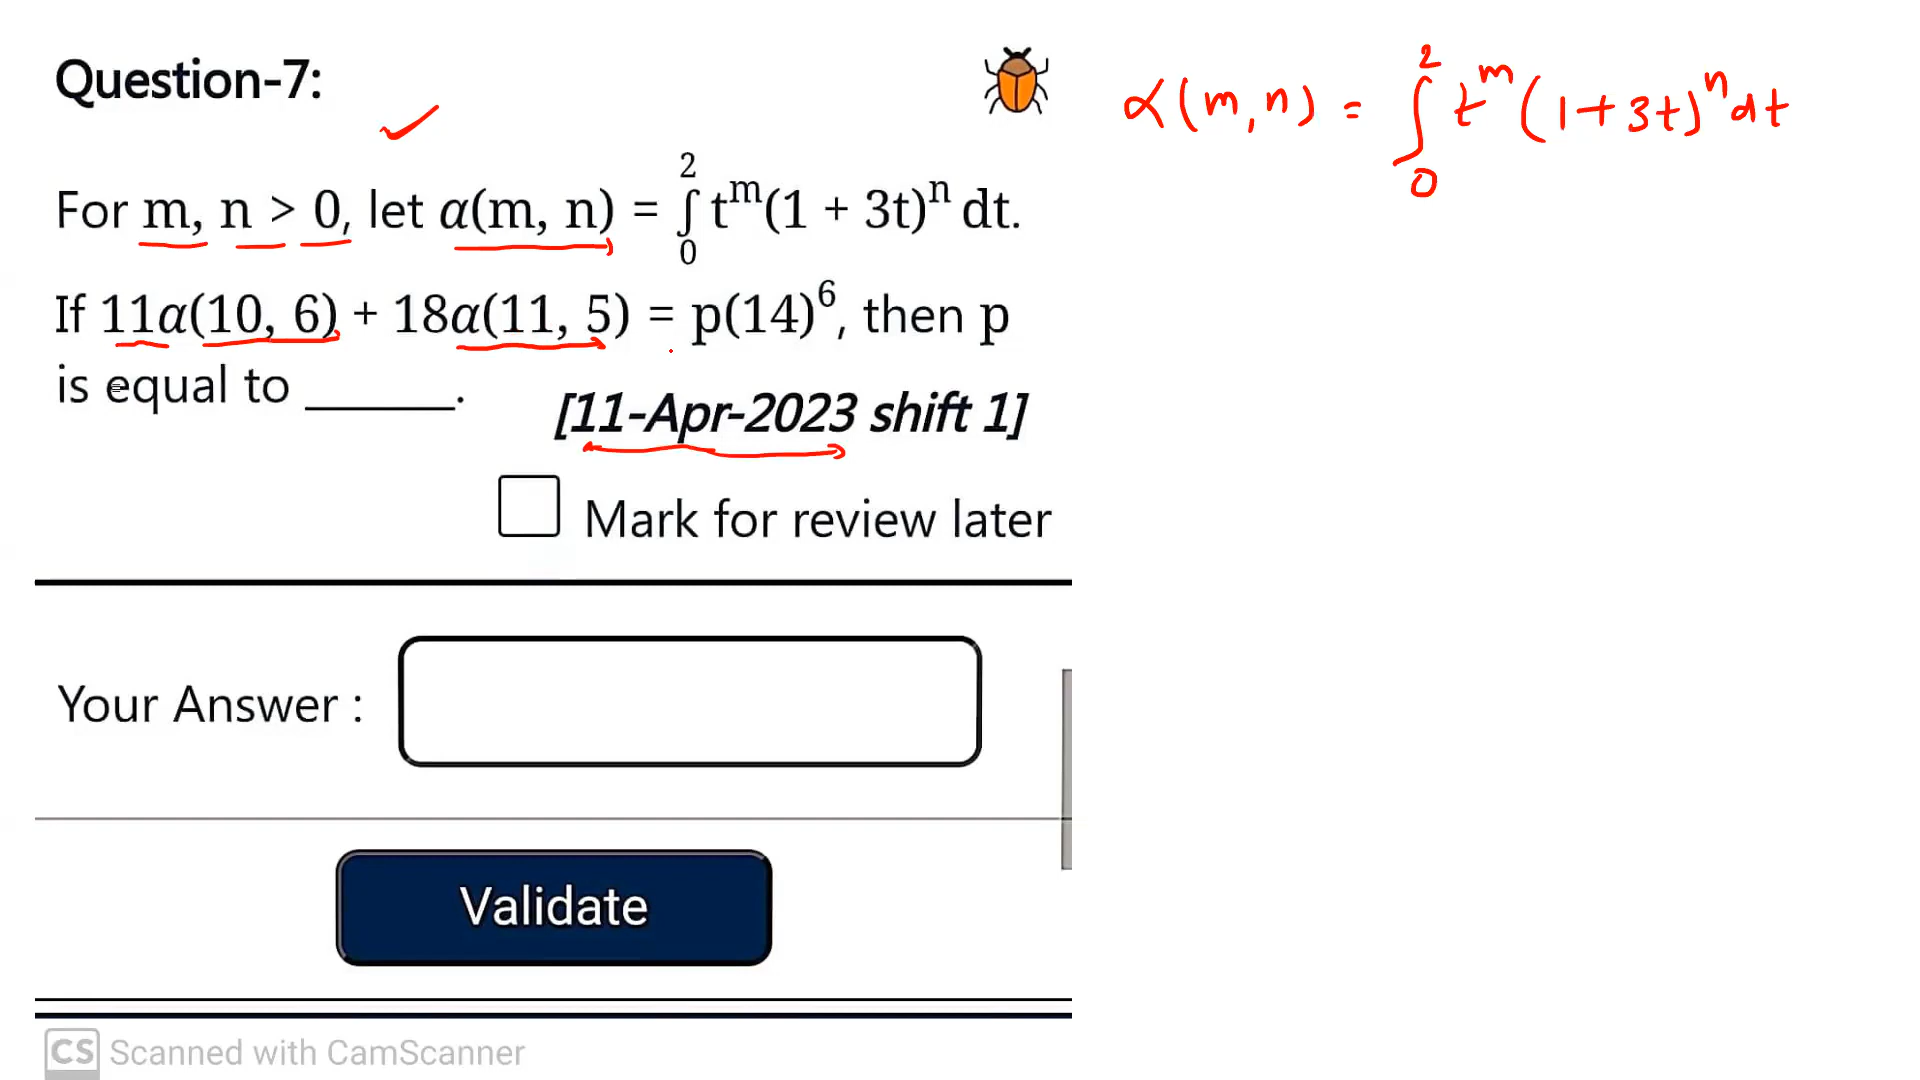 Question-7:
For m, n > 0, let α(m, n) = ∫₀² tᵐ(1 + 3t)ⁿ dt.
If 11α(10, 6) + 18α(11, 5) = p(14)⁶, then p
is equal to ______.
[11-Apr-2023 shift 1]
Mark for review later
Your Answer :
Validate
CS Scanned with CamScanner
α(m,n) = ∫₀² tᵐ(1+3t)ⁿdt